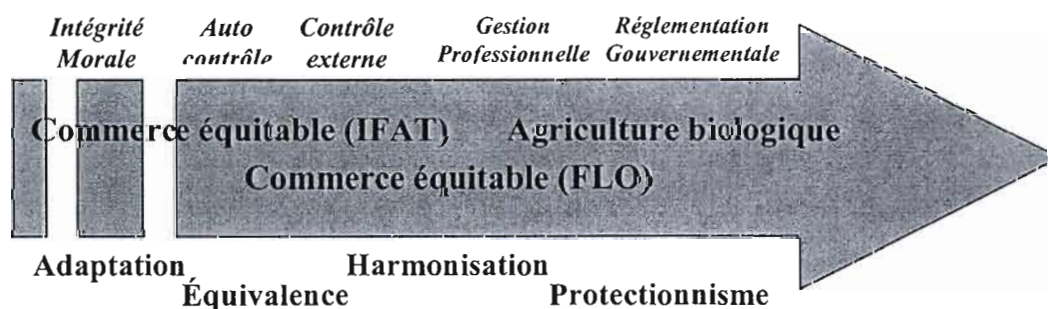 Intégrité Auto Contrôle Gestion Réglementation
Morale contrôle externe Professionnelle Gouvernementale
Commerce équitable (IFAT) Agriculture biologique
Commerce équitable (FLO)
Adaptation Harmonisation
Équivalence Protectionnisme